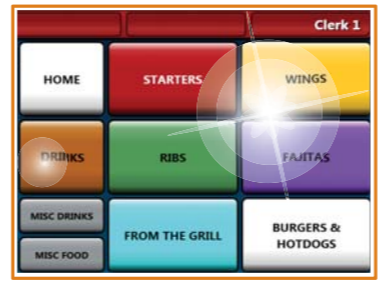 Clerk 1
HOME
STARTERS
WINGS
DRINKS
RIBS
FAJITAS
MISC DRINKS
MISC FOOD
FROM THE GRILL
BURGERS &
HOTDOGS